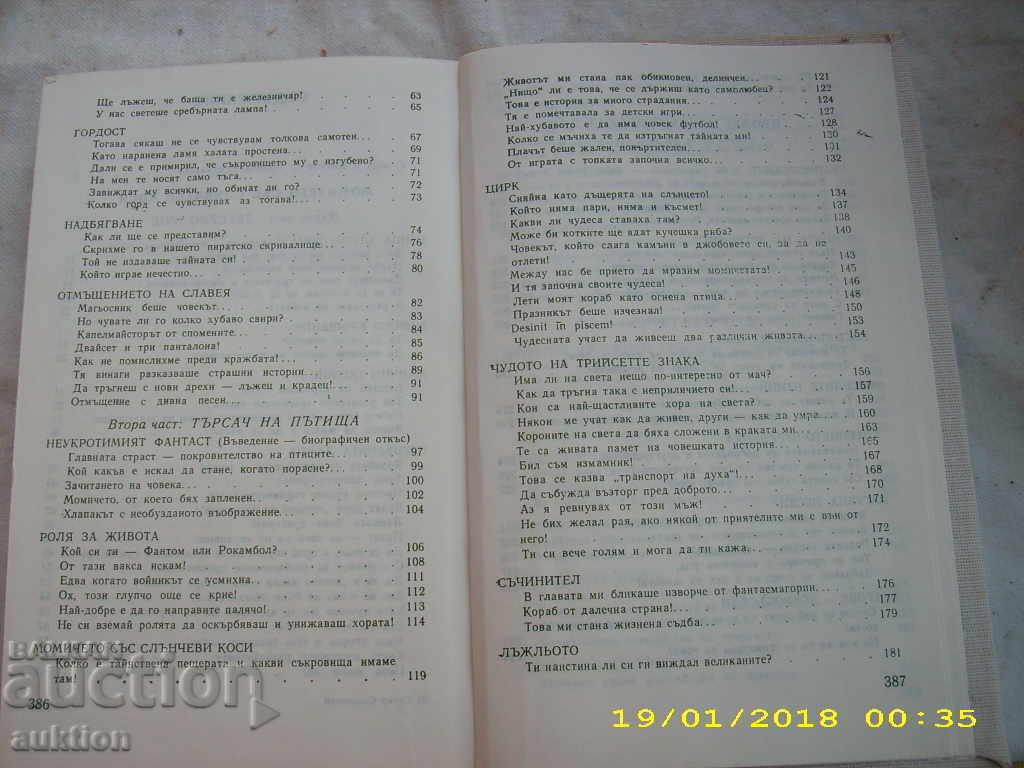 Ще лъжеш, че баща ти е железничар! . . . . 63
У нас светеше сребърната лампа! . . . . 65
ГОРДОСТ
Тогава сякаш не се чувствувам толкова самотен... . 67
Като наранена ламя халата простена... . . . 69
Дали се е примирил, че съкровището му е изгубено? . 71
На мен те носят само тъга... . . . . 71
Завиждат му всички, но обичат ли го? . . . 72
Колко горд се чувствувах аз тогава!... . . . 73
НАДБЯГВАНЕ
Как ли ще се представим? . . . . 74
Скрихме го в нашето пиратско скривалище... . . 76
Той не издаваше тайната си! . . . . 78
Който играе нечестно... . . . . 80
ОТМЪЩЕНИЕТО НА СЛАВЕЯ
Магьосник беше човекът... . . . . 82
Но чувате ли го колко хубаво свири? . . . 83
Капелмайсторът от спомените... . . . . 84
Двайсет и три панталона! . . . . 85
Как не помислихме преди кражбата! . . . 86
Тя винаги разказваше страшни истории... . . . 89
Да тръгнеш с нови дрехи — лъжец и крадец!... . . 91
Отмъщение с дивна песен... . . . . 91
Втора част: ТЪРСАЧ НА ПЪТИЩА
НЕУКРОТИМИЯТ ФАНТАСТ (Въведение — биографичен откъс)
Главната страст — покровителство на птиците... . 97
Кой какъв е искал да стане, когато порасне?... . 99
Зачитането на човека... . . . . 100
Момичето, от което бях запленен... . . . 102
Хлапакът с необузданото въображение... . . . 104
РОЛЯ ЗА ЖИВОТА
Кой си ти — Фантом или Рокамбол? . . . . 106
От тази вакса искам! . . . . 108
Едва когато войникът се усмихна... . . . . 111
Ох, този глупчо още се крие! . . . . 112
Най-добре е да го направите палячо! . . . 113
Не си вземай ролята да оскърбяваш и унижаваш хората! 114
МОМИЧЕТО СЪС СЛЪНЧЕВИ КОСИ
Колко е тайнствена пещерата и какви съкровища имаме
там! . . . . 119
386
Животът ми стана пак обикновен, делничен... . . 121
„Нищо“ ли е това, че се държиш като самолюбец? . 122
Това е история за много страдания... . . . 124
Тя е помечтавала за детски игри... . . . 127
Най-хубавото е да има човек футбол! . . . 128
Колко се мъчиха те да изтръгнат тайната ми! . . 130
Плачът беше жален, покъртителен... . . . 131
От играта с топката започна всичко... . . . 132
ЦИРК
Сияйна като дъщерята на слънцето! . . . 134
Който няма пари, няма и късмет! . . . . 137
Какви ли чудеса ставаха там? . . . . 138
Може би котките ще ядат кучешка риба? . . . 140
Човекът, който слага камъни в джобовете си, за да не
отлети! . . . . 143
Между нас бе прието да мразим момичетата! . . 145
И тя започна своите чудеса! . . . . 146
Лети моят кораб като огнена птица... . . . 148
Празникът беше изчезнал! . . . . 150
Desinit in piscem! . . . . 153
Чудесната участ да живееш два различни живота... . 154
ЧУДОТО НА ТРИЙСЕТТЕ ЗНАКА
Има ли на света нещо по-интересно от мач? . . 156
Как да тръгна така с неприличието си!... . . . 157
Кои са най-щастливите хора на света? . . . 159
Някои ме учат как да живея, други — как да умра... . 160
Короните на света да бяха сложени в краката ми... . 163
Те са живата памет на човешката история... . . 165
Бил съм измамник! . . . . 167
Това се казва „транспорт на духа“!... . . . 168
Да събужда възторг пред доброто... . . . 170
Аз я ревнувах от този мъж! . . . . 171
Не бих желал рая, ако някой от приятелите ми е вън от
него! . . . . 172
Ти си вече голям и мога да ти кажа... . . . 174
СЪЧИНИТЕЛ
В главата ми бликаше изворче от фантасмагории... . 176
Кораб от далечна страна!... . . . . 177
Това ми стана жизнена съдба... . . . . 179
ЛЪЖЛЬОТО
Ти наистина ли си ги виждал великаните? . . . 181
387
ВАШИЯТ
auction
auktion
19/01/2018 00:35